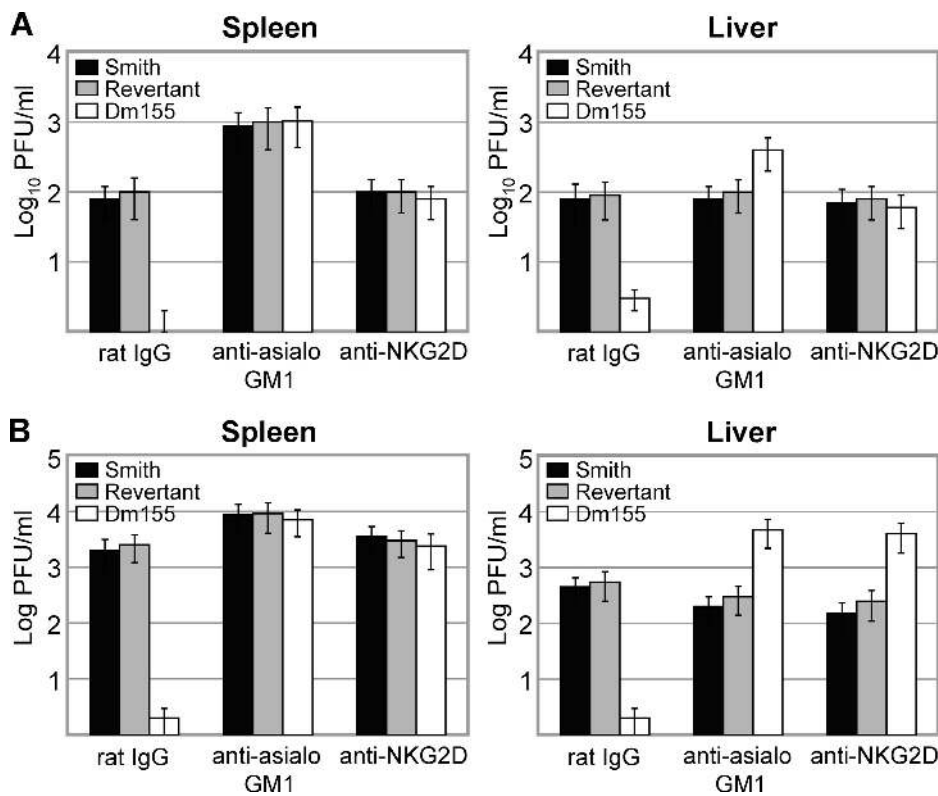 A
Spleen
Log10 PFU/ml
4
3
2
1
Smith
Revertant
Dm155
rat IgG
anti-asialo
GM1
anti-NKG2D
Liver
Log10 PFU/ml
4
3
2
1
Smith
Revertant
Dm155
rat IgG
anti-asialo
GM1
anti-NKG2D
B
Spleen
Log PFU/ml
5
4
3
2
1
Smith
Revertant
Dm155
rat IgG
anti-asialo
GM1
anti-NKG2D
Liver
Log PFU/ml
5
4
3
2
1
Smith
Revertant
Dm155
rat IgG
anti-asialo
GM1
anti-NKG2D